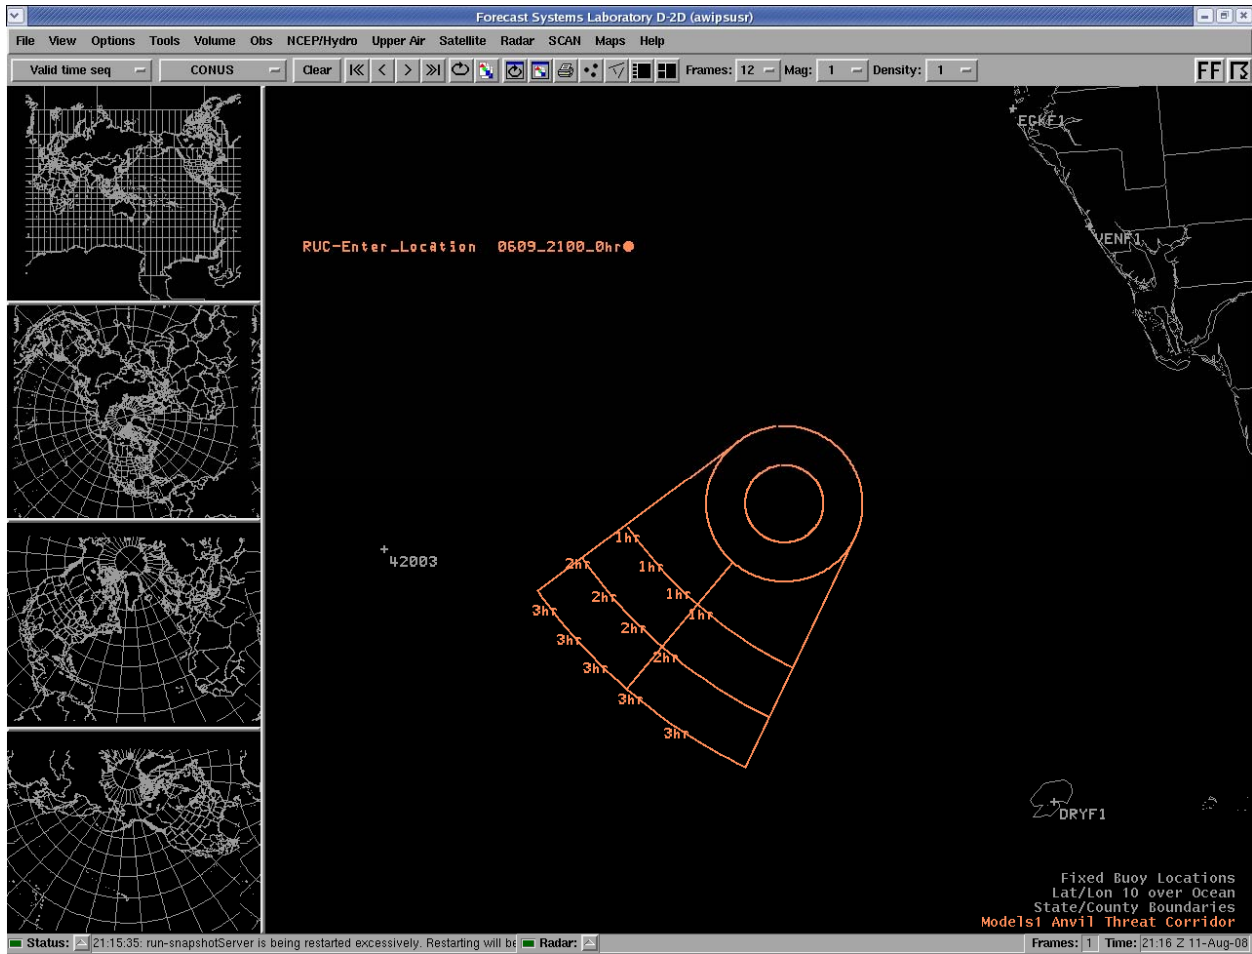 Forecast Systems Laboratory D-2D (awipsusr)
File View Options Tools Volume Obs NCEP/Hydro Upper Air Satellite Radar SCAN Maps Help
Valid time seq CONUS Clear Frames: 12 Mag: 1 Density: 1 FF
EGKF1
VENF1
RUC-Enter_Location 0609_2100_0hr
42003
1hr
1hr
1hr
1hr
2hr
2hr
2hr
2hr
3hr
3hr
3hr
3hr
3hr
DRYF1
Fixed Buoy Locations
Lat/Lon 10 over Ocean
State/County Boundaries
Models1 Anvil Threat Corridor
Status: 21:15:35: run-snapshotServer is being restarted excessively. Restarting will be Radar: Frames: 1 Time: 21:16 Z 11-Aug-08